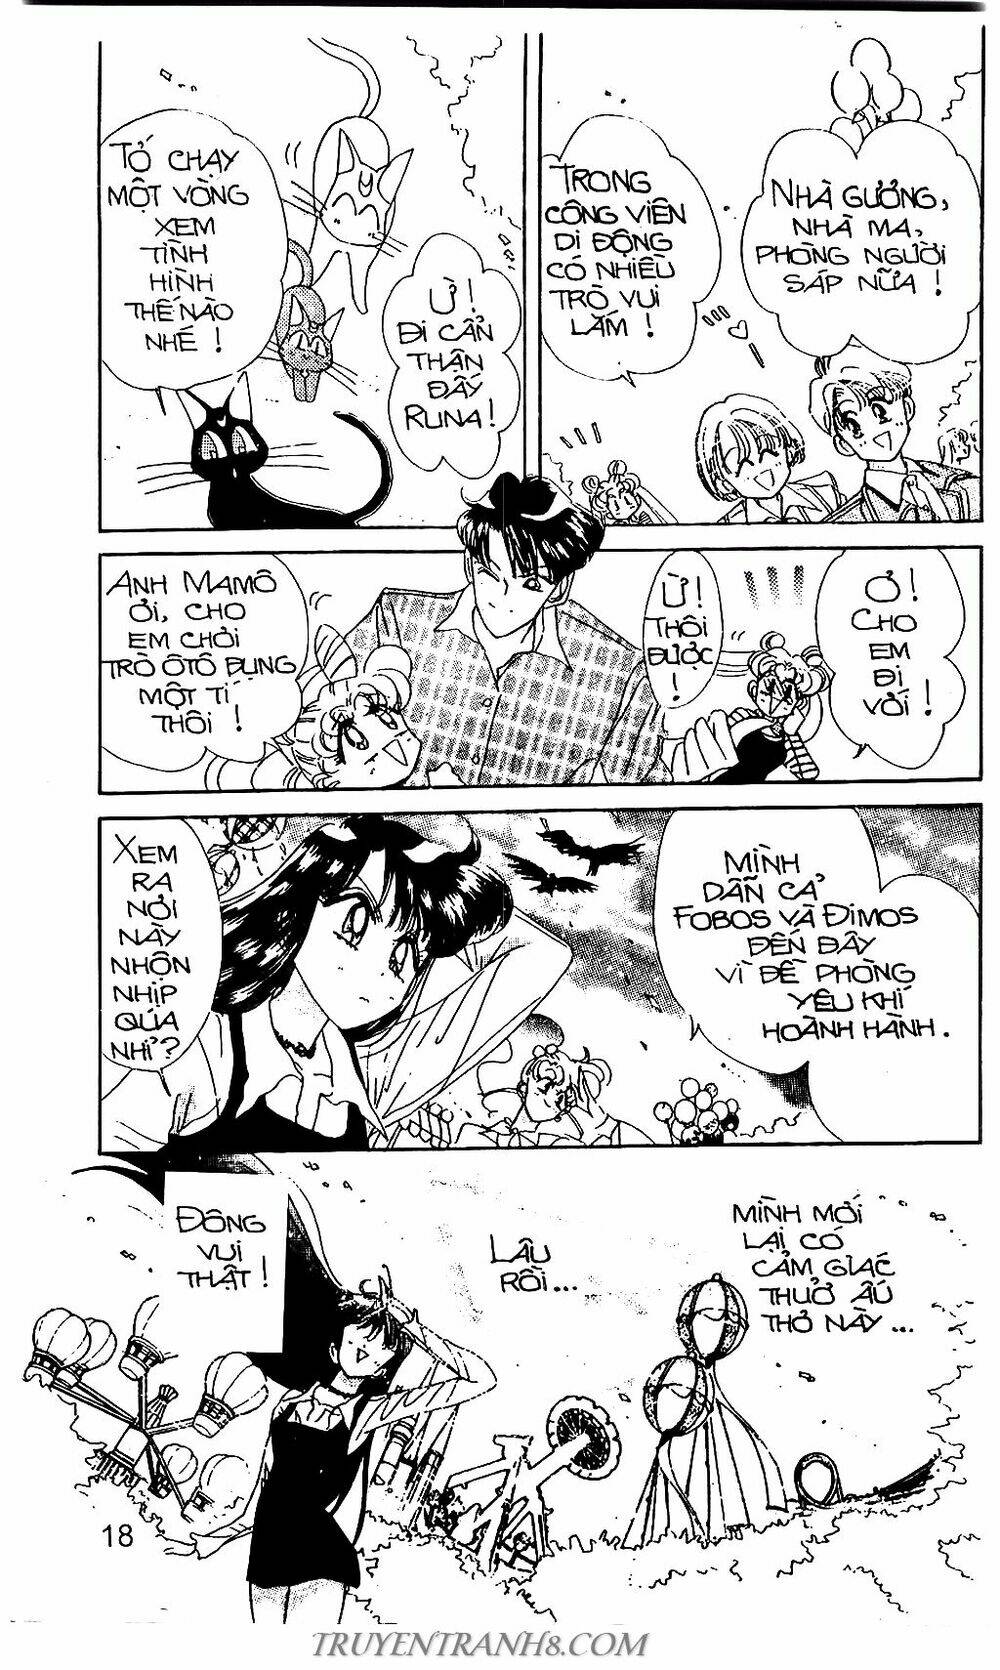 NHÀ GƯƠNG,
NHÀ MA,
PHÒNG NGƯỜI
SÁP NỮA !
TRONG
CÔNG VIÊN
DI ĐỘNG
CÓ NHIỀU
TRÒ VUI
LẮM !
Ừ !
ĐI CẨN
THẬN
ĐẤY
RUNA !
TỚ CHẠY
MỘT VÒNG
XEM
TÌNH
HÌNH
THẾ NÀO
NHÉ !
Ơ !
CHO
EM
ĐI
VỚI !
Ừ !
THÔI
ĐƯỢC
!
ANH MAMÔ
ƠI, CHO
EM CHƠI
TRÒ ÔTÔ ĐỤNG
MỘT TÍ
THÔI !
MÌNH
DẪN CẢ
FOBOS VÀ ĐIMOS
ĐẾN ĐÂY
VÌ ĐỀ PHÒNG
YÊU KHÍ
HOÀNH HÀNH.
XEM
RA
NƠI
NÀY
NHỘN
NHỊP
QÚA
NHỈ ?
MÌNH MỚI
LẠI CÓ
CẢM GIÁC
THUỞ ẤU
THƠ NÀY ...
LÂU
RỒI ...
ĐÔNG
VUI
THẬT !
18
TRUYENTRANH8.COM